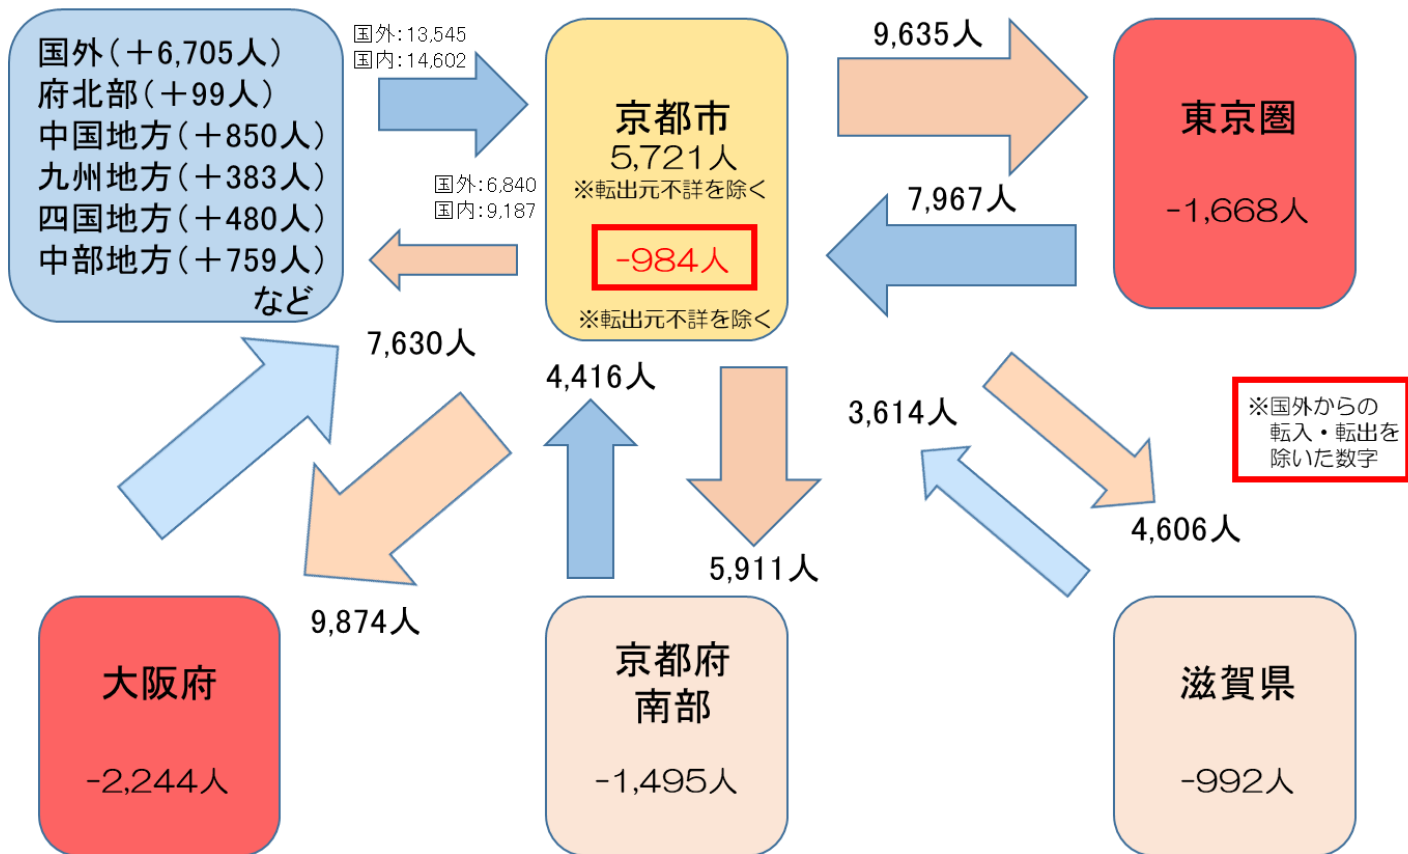 国外（＋6,705人）
府北部（＋99人）
中国地方（＋850人）
九州地方（＋383人）
四国地方（＋480人）
中部地方（＋759人）
など
国外：13,545
国内：14,602
国外：6,840
国内：9,187
京都市
5,721人
※転出元不詳を除く
-984人
※転出元不詳を除く
9,635人
7,967人
東京圏
-1,668人
7,630人
9,874人
4,416人
5,911人
3,614人
4,606人
※国外からの
転入・転出を
除いた数字
大阪府
-2,244人
京都府
南部
-1,495人
滋賀県
-992人